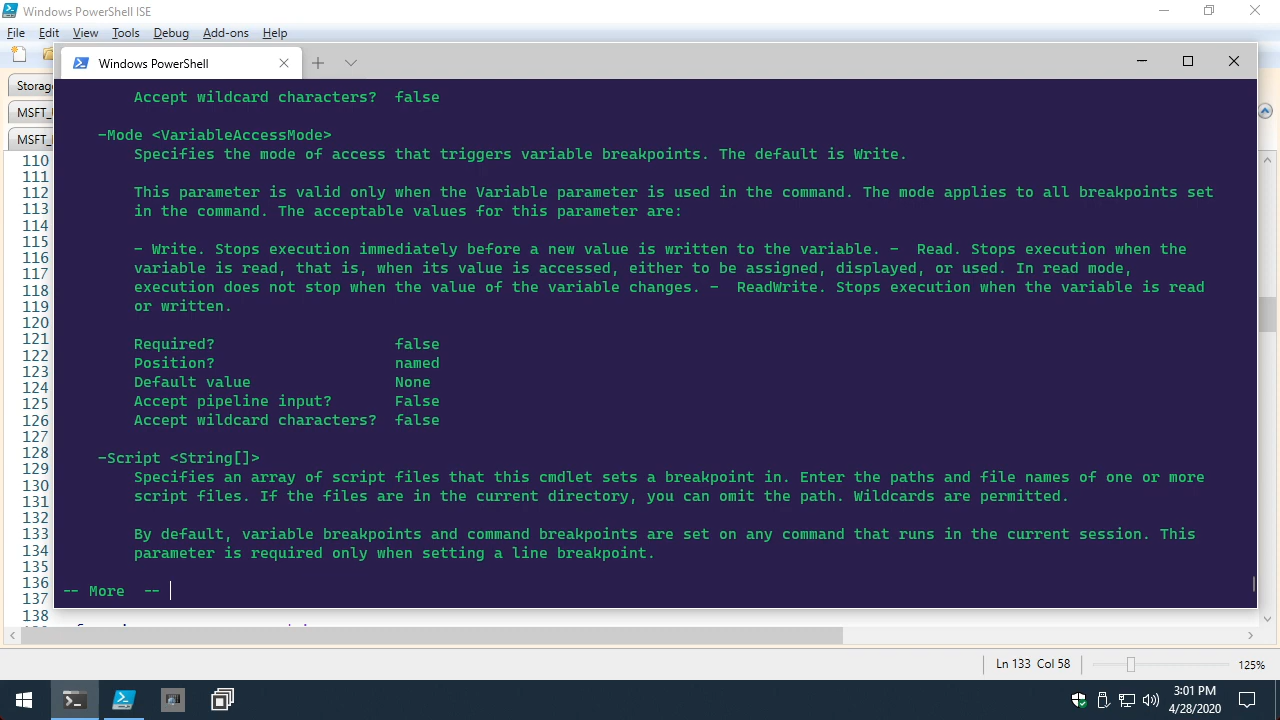 Windows PowerShell ISE
File Edit View Tools Debug Add-ons Help
Windows PowerShell
Storag
MSFT_
MSFT_
110
111
112
113
114
115
116
117
118
119
120
121
122
123
124
125
126
127
128
129
130
131
132
133
134
135
136
137
138
Accept wildcard characters? false
-Mode <VariableAccessMode>
Specifies the mode of access that triggers variable breakpoints. The default is Write.
This parameter is valid only when the Variable parameter is used in the command. The mode applies to all breakpoints set
in the command. The acceptable values for this parameter are:
- Write. Stops execution immediately before a new value is written to the variable. - Read. Stops execution when the
variable is read, that is, when its value is accessed, either to be assigned, displayed, or used. In read mode,
execution does not stop when the value of the variable changes. - ReadWrite. Stops execution when the variable is read
or written.
Required? false
Position? named
Default value None
Accept pipeline input? False
Accept wildcard characters? false
-Script <String[]>
Specifies an array of script files that this cmdlet sets a breakpoint in. Enter the paths and file names of one or more
script files. If the files are in the current directory, you can omit the path. Wildcards are permitted.
By default, variable breakpoints and command breakpoints are set on any command that runs in the current session. This
parameter is required only when setting a line breakpoint.
-- More --
Ln 133 Col 58
125%
3:01 PM
4/28/2020